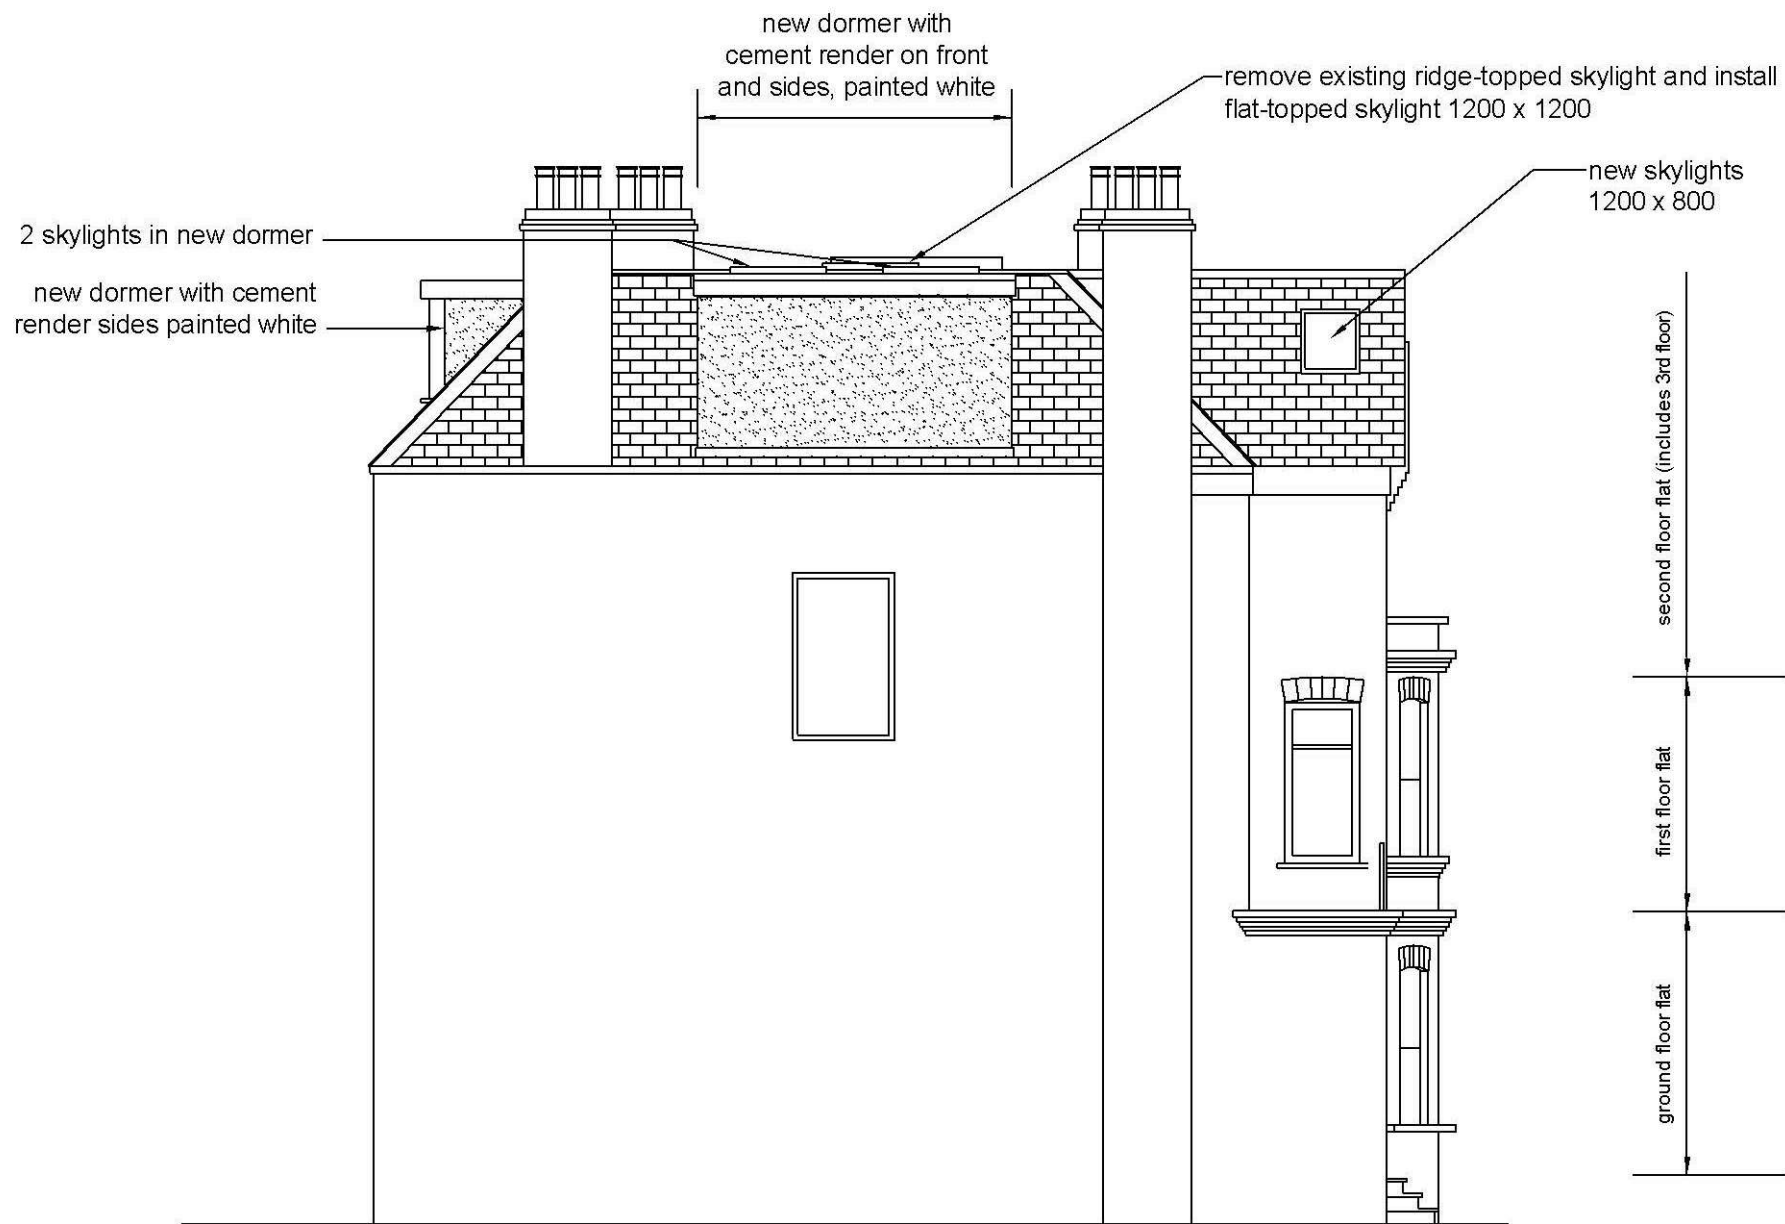 new dormer with
cement render on front
and sides, painted white
remove existing ridge-topped skylight and install
flat-topped skylight 1200 x 1200
new skylights
1200 x 800
2 skylights in new dormer
new dormer with cement
render sides painted white
second floor flat (includes 3rd floor)
first floor flat
ground floor flat